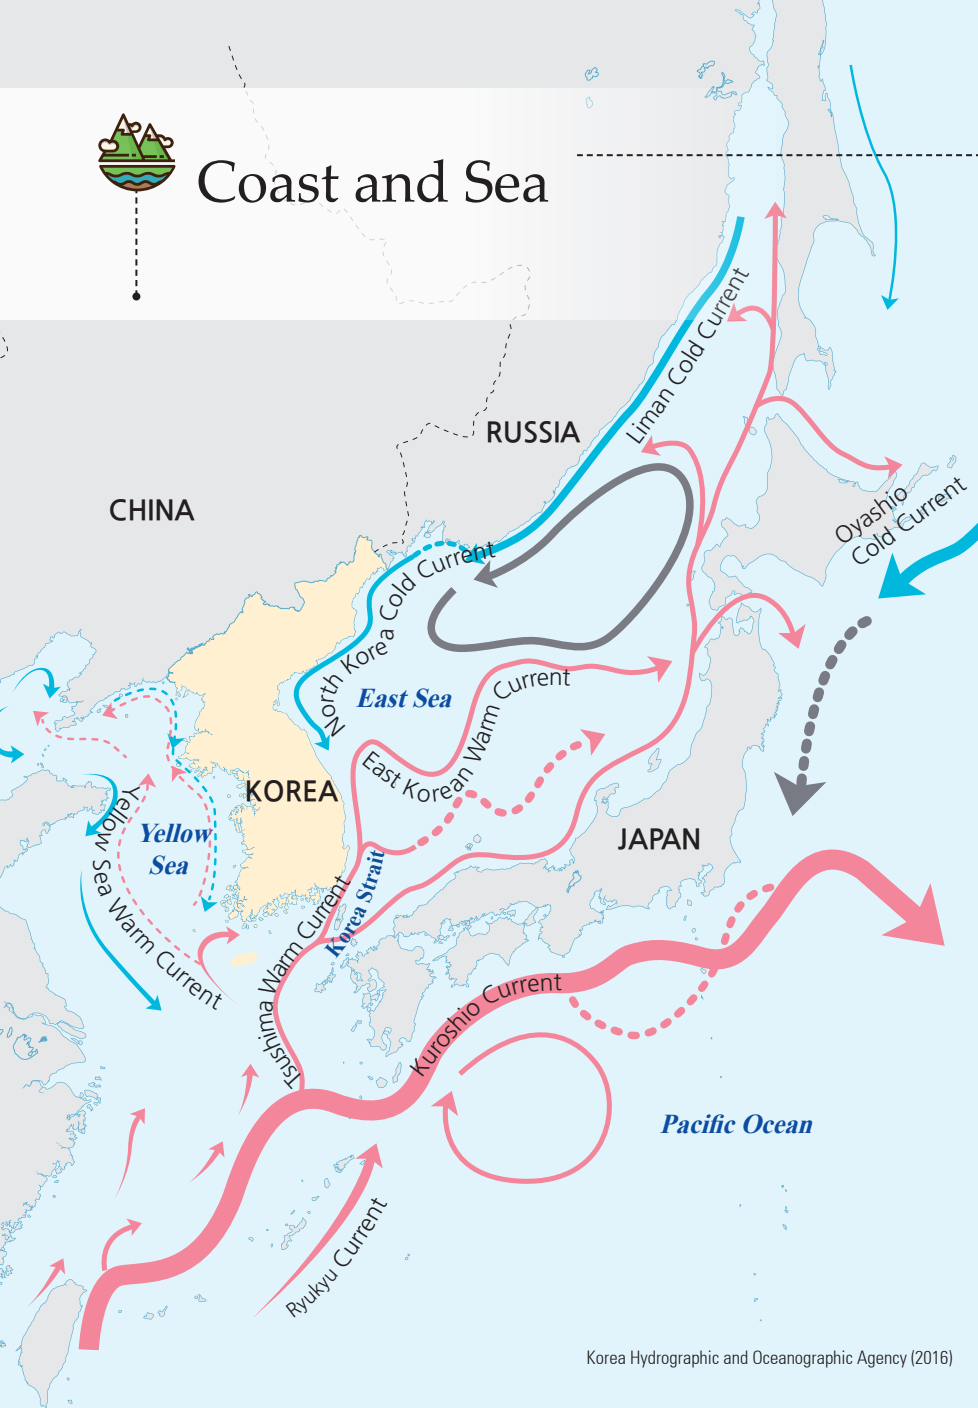 Coast and Sea
Liman Cold Current
RUSSIA
CHINA
Oyashio
Cold Current
North Korea Cold Current
East Sea
East Korean Warm Current
KOREA
JAPAN
Yellow
Sea
Yellow Sea Warm Current
Korea Strait
Tsushima Warm Current
Kuroshio Current
Pacific Ocean
Ryukyu Current
Korea Hydrographic and Oceanographic Agency (2016)